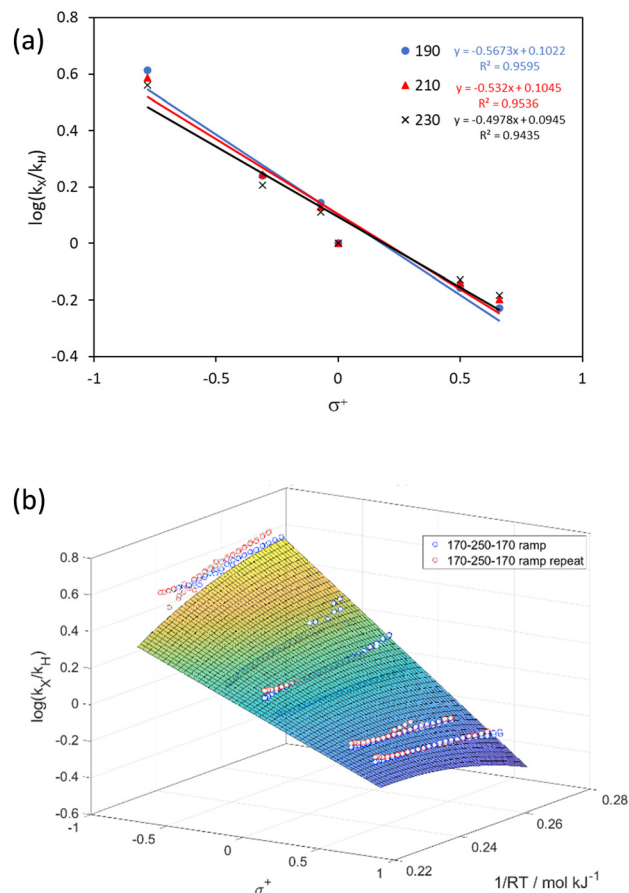 (a)
0.8
0.6
0.4
0.2
0
-0.2
-0.4
log(kX/kH)
-1
-0.5
0
0.5
1
σ+
190
y = -0.5673x + 0.1022
R² = 0.9595
210
y = -0.532x + 0.1045
R² = 0.9536
230
y = -0.4978x + 0.0945
R² = 0.9435
(b)
0.8
0.6
0.4
0.2
0
-0.2
-0.4
-0.6
log(kX/kH)
170-250-170 ramp
170-250-170 ramp repeat
-1
-0.5
0
0.5
1
σ+
0.22
0.24
0.26
0.28
1/RT / mol kJ-1